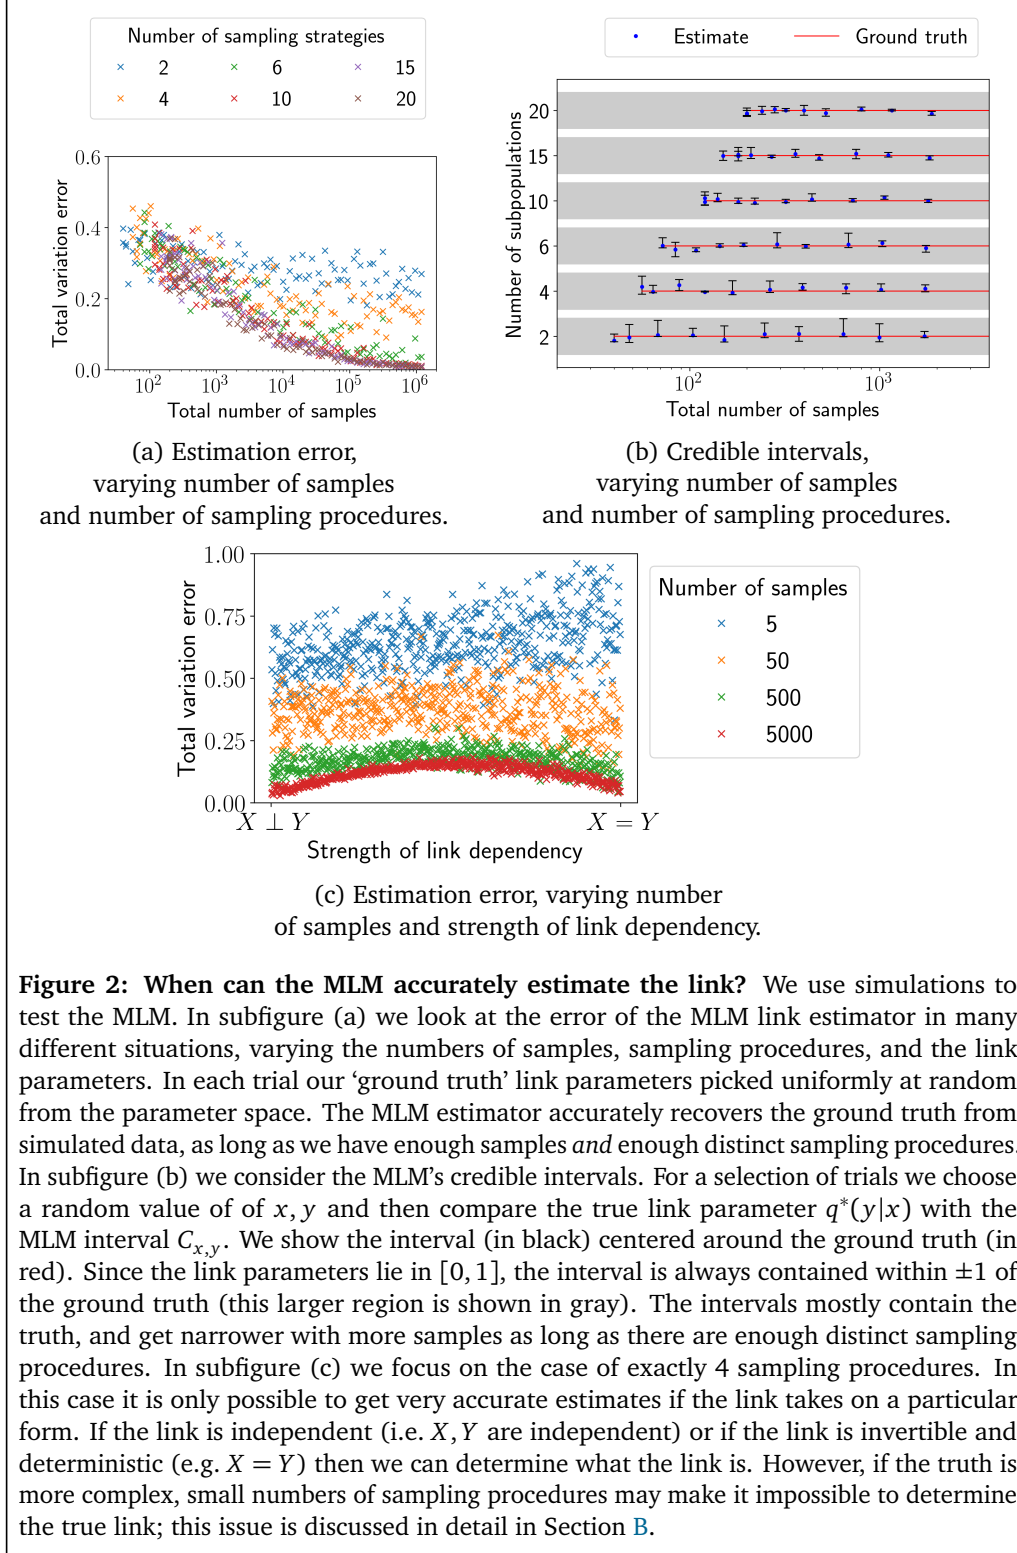 Number of sampling strategies
2 6 15
4 10 20
0.6
0.4
0.2
0.0
Total variation error
10² 10³ 10⁴ 10⁵ 10⁶
Total number of samples
(a) Estimation error,
varying number of samples
and number of sampling procedures.
Estimate Ground truth
20
15
10
6
4
2
Number of subpopulations
10² 10³
Total number of samples
(b) Credible intervals,
varying number of samples
and number of sampling procedures.
1.00
0.75
0.50
0.25
0.00
Total variation error
X ⊥ Y X = Y
Strength of link dependency
Number of samples
5
50
500
5000
(c) Estimation error, varying number
of samples and strength of link dependency.
Figure 2: When can the MLM accurately estimate the link? We use simulations to
test the MLM. In subfigure (a) we look at the error of the MLM link estimator in many
different situations, varying the numbers of samples, sampling procedures, and the link
parameters. In each trial our ‘ground truth’ link parameters picked uniformly at random
from the parameter space. The MLM estimator accurately recovers the ground truth from
simulated data, as long as we have enough samples and enough distinct sampling procedures.
In subfigure (b) we consider the MLM’s credible intervals. For a selection of trials we choose
a random value of of x, y and then compare the true link parameter q*(y|x) with the
MLM interval Cₓ,ᵧ. We show the interval (in black) centered around the ground truth (in
red). Since the link parameters lie in [0, 1], the interval is always contained within ±1 of
the ground truth (this larger region is shown in gray). The intervals mostly contain the
truth, and get narrower with more samples as long as there are enough distinct sampling
procedures. In subfigure (c) we focus on the case of exactly 4 sampling procedures. In
this case it is only possible to get very accurate estimates if the link takes on a particular
form. If the link is independent (i.e. X, Y are independent) or if the link is invertible and
deterministic (e.g. X = Y) then we can determine what the link is. However, if the truth is
more complex, small numbers of sampling procedures may make it impossible to determine
the true link; this issue is discussed in detail in Section B.